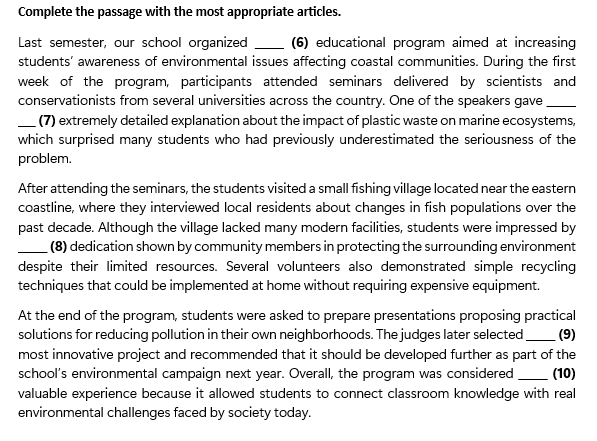 Complete the passage with the most appropriate articles.
Last semester, our school organized ____ (6) educational program aimed at increasing
students' awareness of environmental issues affecting coastal communities. During the first
week of the program, participants attended seminars delivered by scientists and
conservationists from several universities across the country. One of the speakers gave ____
__ (7) extremely detailed explanation about the impact of plastic waste on marine ecosystems,
which surprised many students who had previously underestimated the seriousness of the
problem.
After attending the seminars, the students visited a small fishing village located near the eastern
coastline, where they interviewed local residents about changes in fish populations over the
past decade. Although the village lacked many modern facilities, students were impressed by
____ (8) dedication shown by community members in protecting the surrounding environment
despite their limited resources. Several volunteers also demonstrated simple recycling
techniques that could be implemented at home without requiring expensive equipment.
At the end of the program, students were asked to prepare presentations proposing practical
solutions for reducing pollution in their own neighborhoods. The judges later selected ____ (9)
most innovative project and recommended that it should be developed further as part of the
school's environmental campaign next year. Overall, the program was considered ____ (10)
valuable experience because it allowed students to connect classroom knowledge with real
environmental challenges faced by society today.